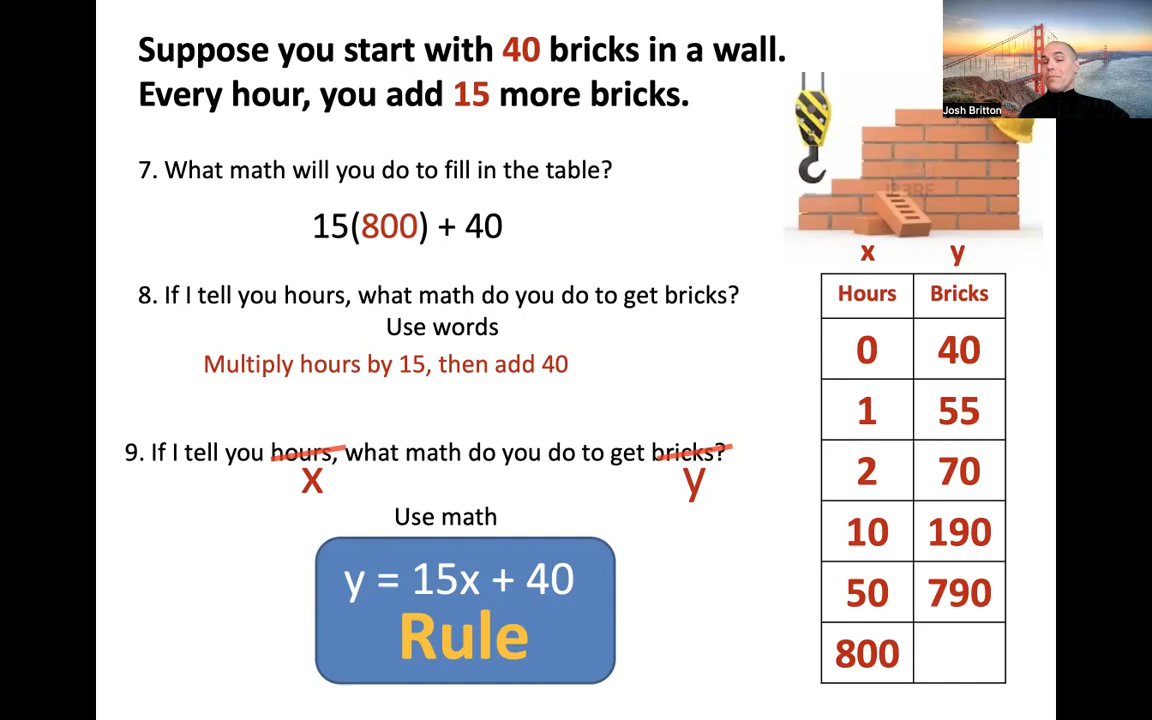 Suppose you start with 40 bricks in a wall.
Every hour, you add 15 more bricks.
Josh Britton
7. What math will you do to fill in the table?
15(800) + 40
8. If I tell you hours, what math do you do to get bricks?
Use words
Multiply hours by 15, then add 40
9. If I tell you hours, what math do you do to get bricks?
x y
Use math
y = 15x + 40
Rule
x y
Hours Bricks
0 40
1 55
2 70
10 190
50 790
800